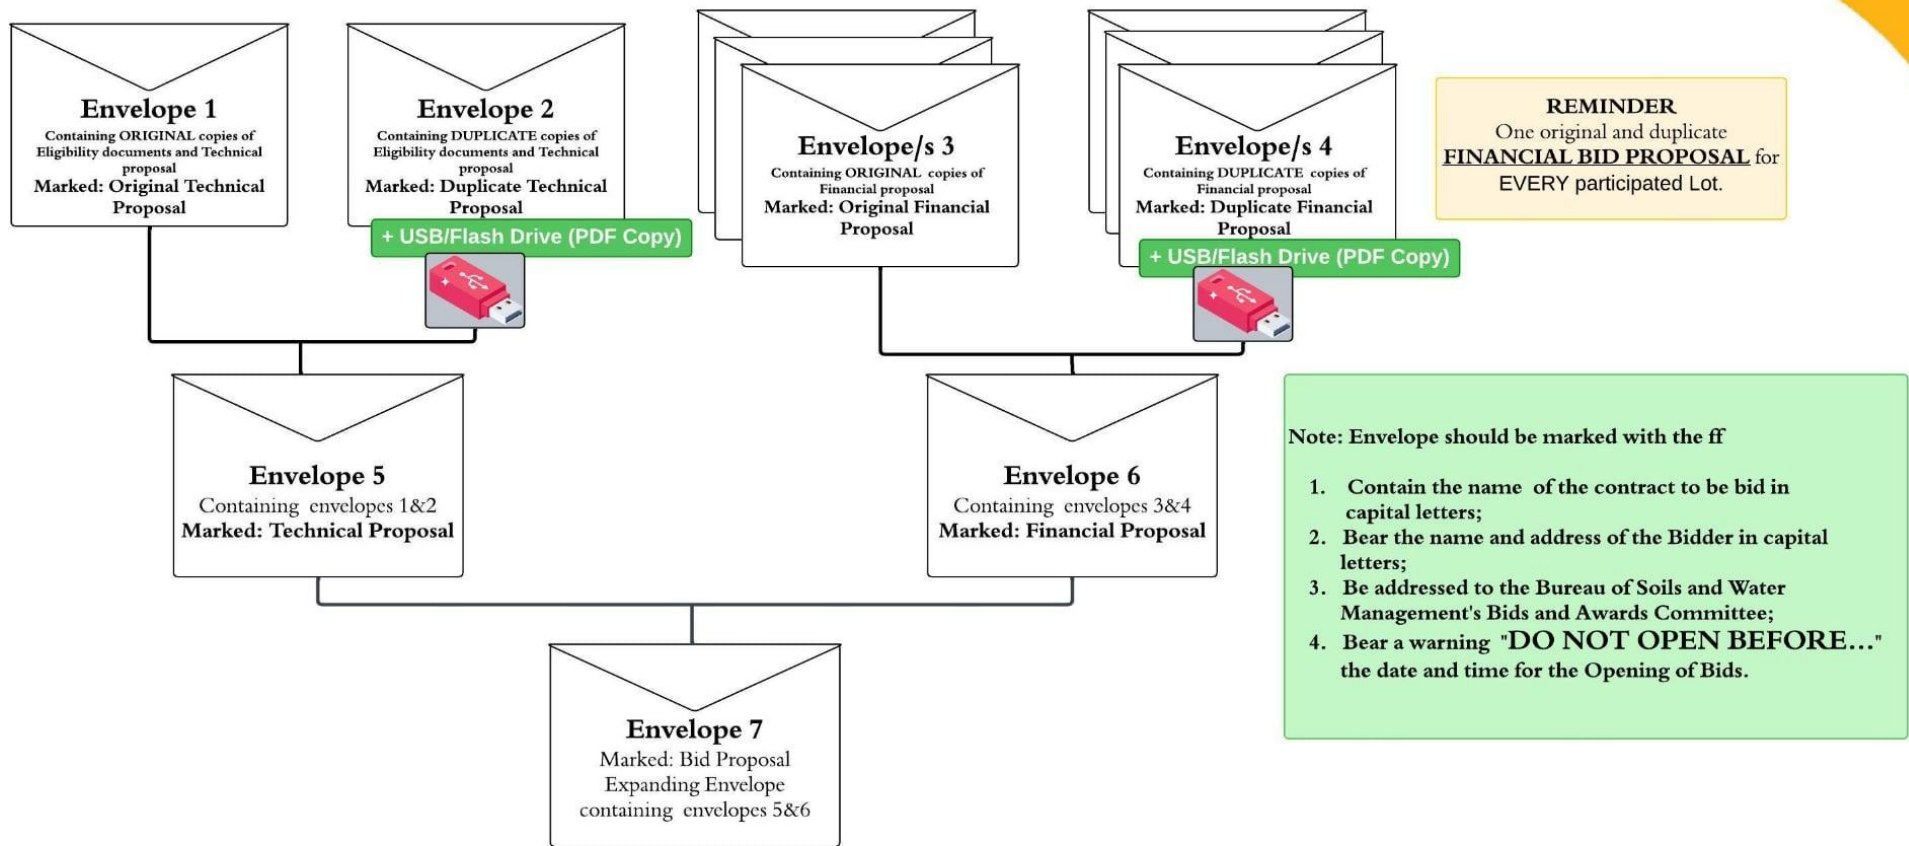 Envelope 1
Containing ORIGINAL copies of
Eligibility documents and Technical
proposal
Marked: Original Technical
Proposal
Envelope 2
Containing DUPLICATE copies of
Eligibility documents and Technical
proposal
Marked: Duplicate Technical
Proposal
+ USB/Flash Drive (PDF Copy)
Envelope/s 3
Containing ORIGINAL copies of
Financial proposal
Marked: Original Financial
Proposal
Envelope/s 4
Containing DUPLICATE copies of
Financial proposal
Marked: Duplicate Financial
Proposal
+ USB/Flash Drive (PDF Copy)
REMINDER
One original and duplicate
FINANCIAL BID PROPOSAL for
EVERY participated Lot.
Envelope 5
Containing envelopes 1&2
Marked: Technical Proposal
Envelope 6
Containing envelopes 3&4
Marked: Financial Proposal
Note: Envelope should be marked with the ff
1. Contain the name of the contract to be bid in
capital letters;
2. Bear the name and address of the Bidder in capital
letters;
3. Be addressed to the Bureau of Soils and Water
Management's Bids and Awards Committee;
4. Bear a warning "DO NOT OPEN BEFORE..."
the date and time for the Opening of Bids.
Envelope 7
Marked: Bid Proposal
Expanding Envelope
containing envelopes 5&6